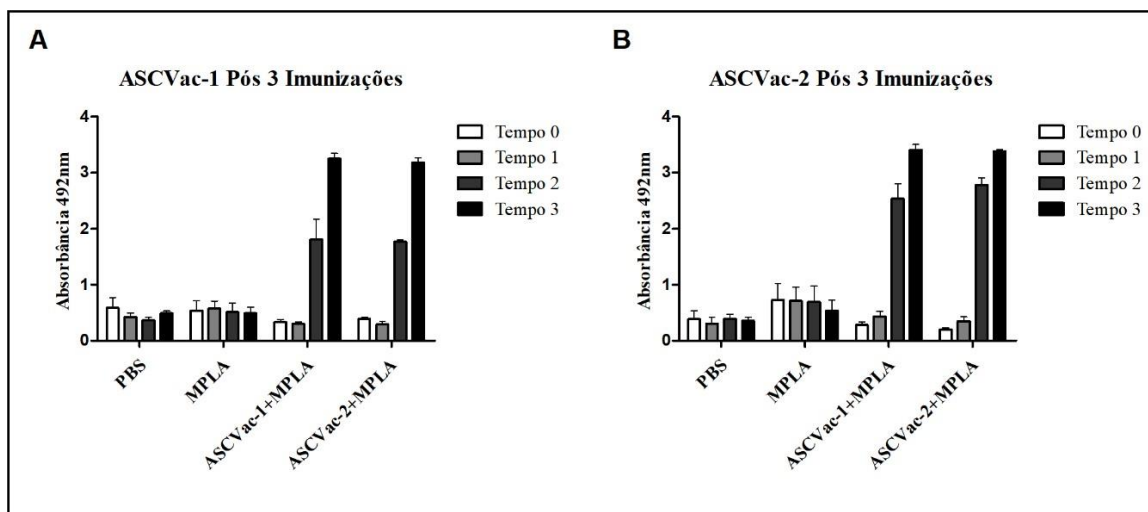 A
ASCVac-1 Pós 3 Imunizações
Absorbância 492nm
4
3
2
1
0
PBS
MPLA
ASCVac-1+MPLA
ASCVac-2+MPLA
Tempo 0
Tempo 1
Tempo 2
Tempo 3
B
ASCVac-2 Pós 3 Imunizações
Absorbância 492nm
4
3
2
1
0
PBS
MPLA
ASCVac-1+MPLA
ASCVac-2+MPLA
Tempo 0
Tempo 1
Tempo 2
Tempo 3